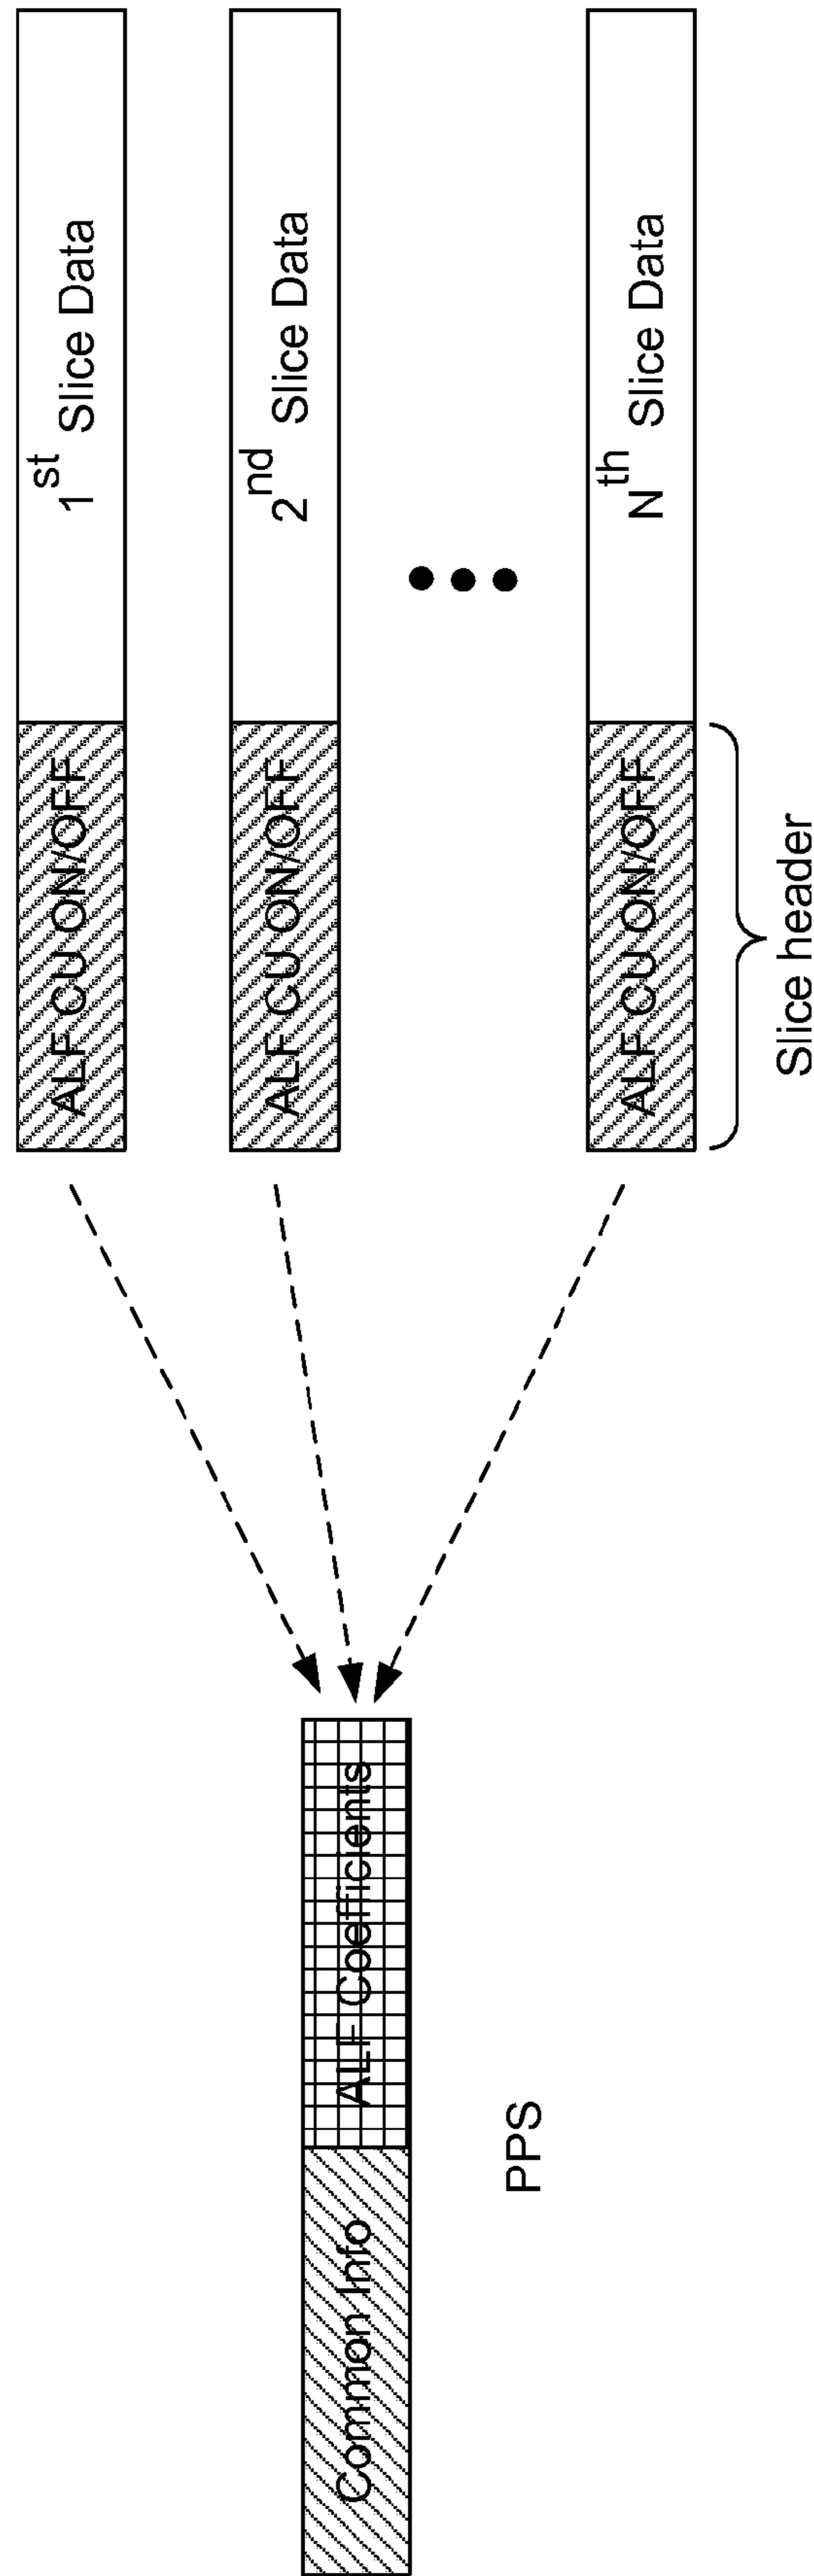 Common Info
ALF Coefficients
PPS
ALF CU ON/OFF
1st Slice Data
ALF CU ON/OFF
2nd Slice Data
ALF CU ON/OFF
Nth Slice Data
Slice header